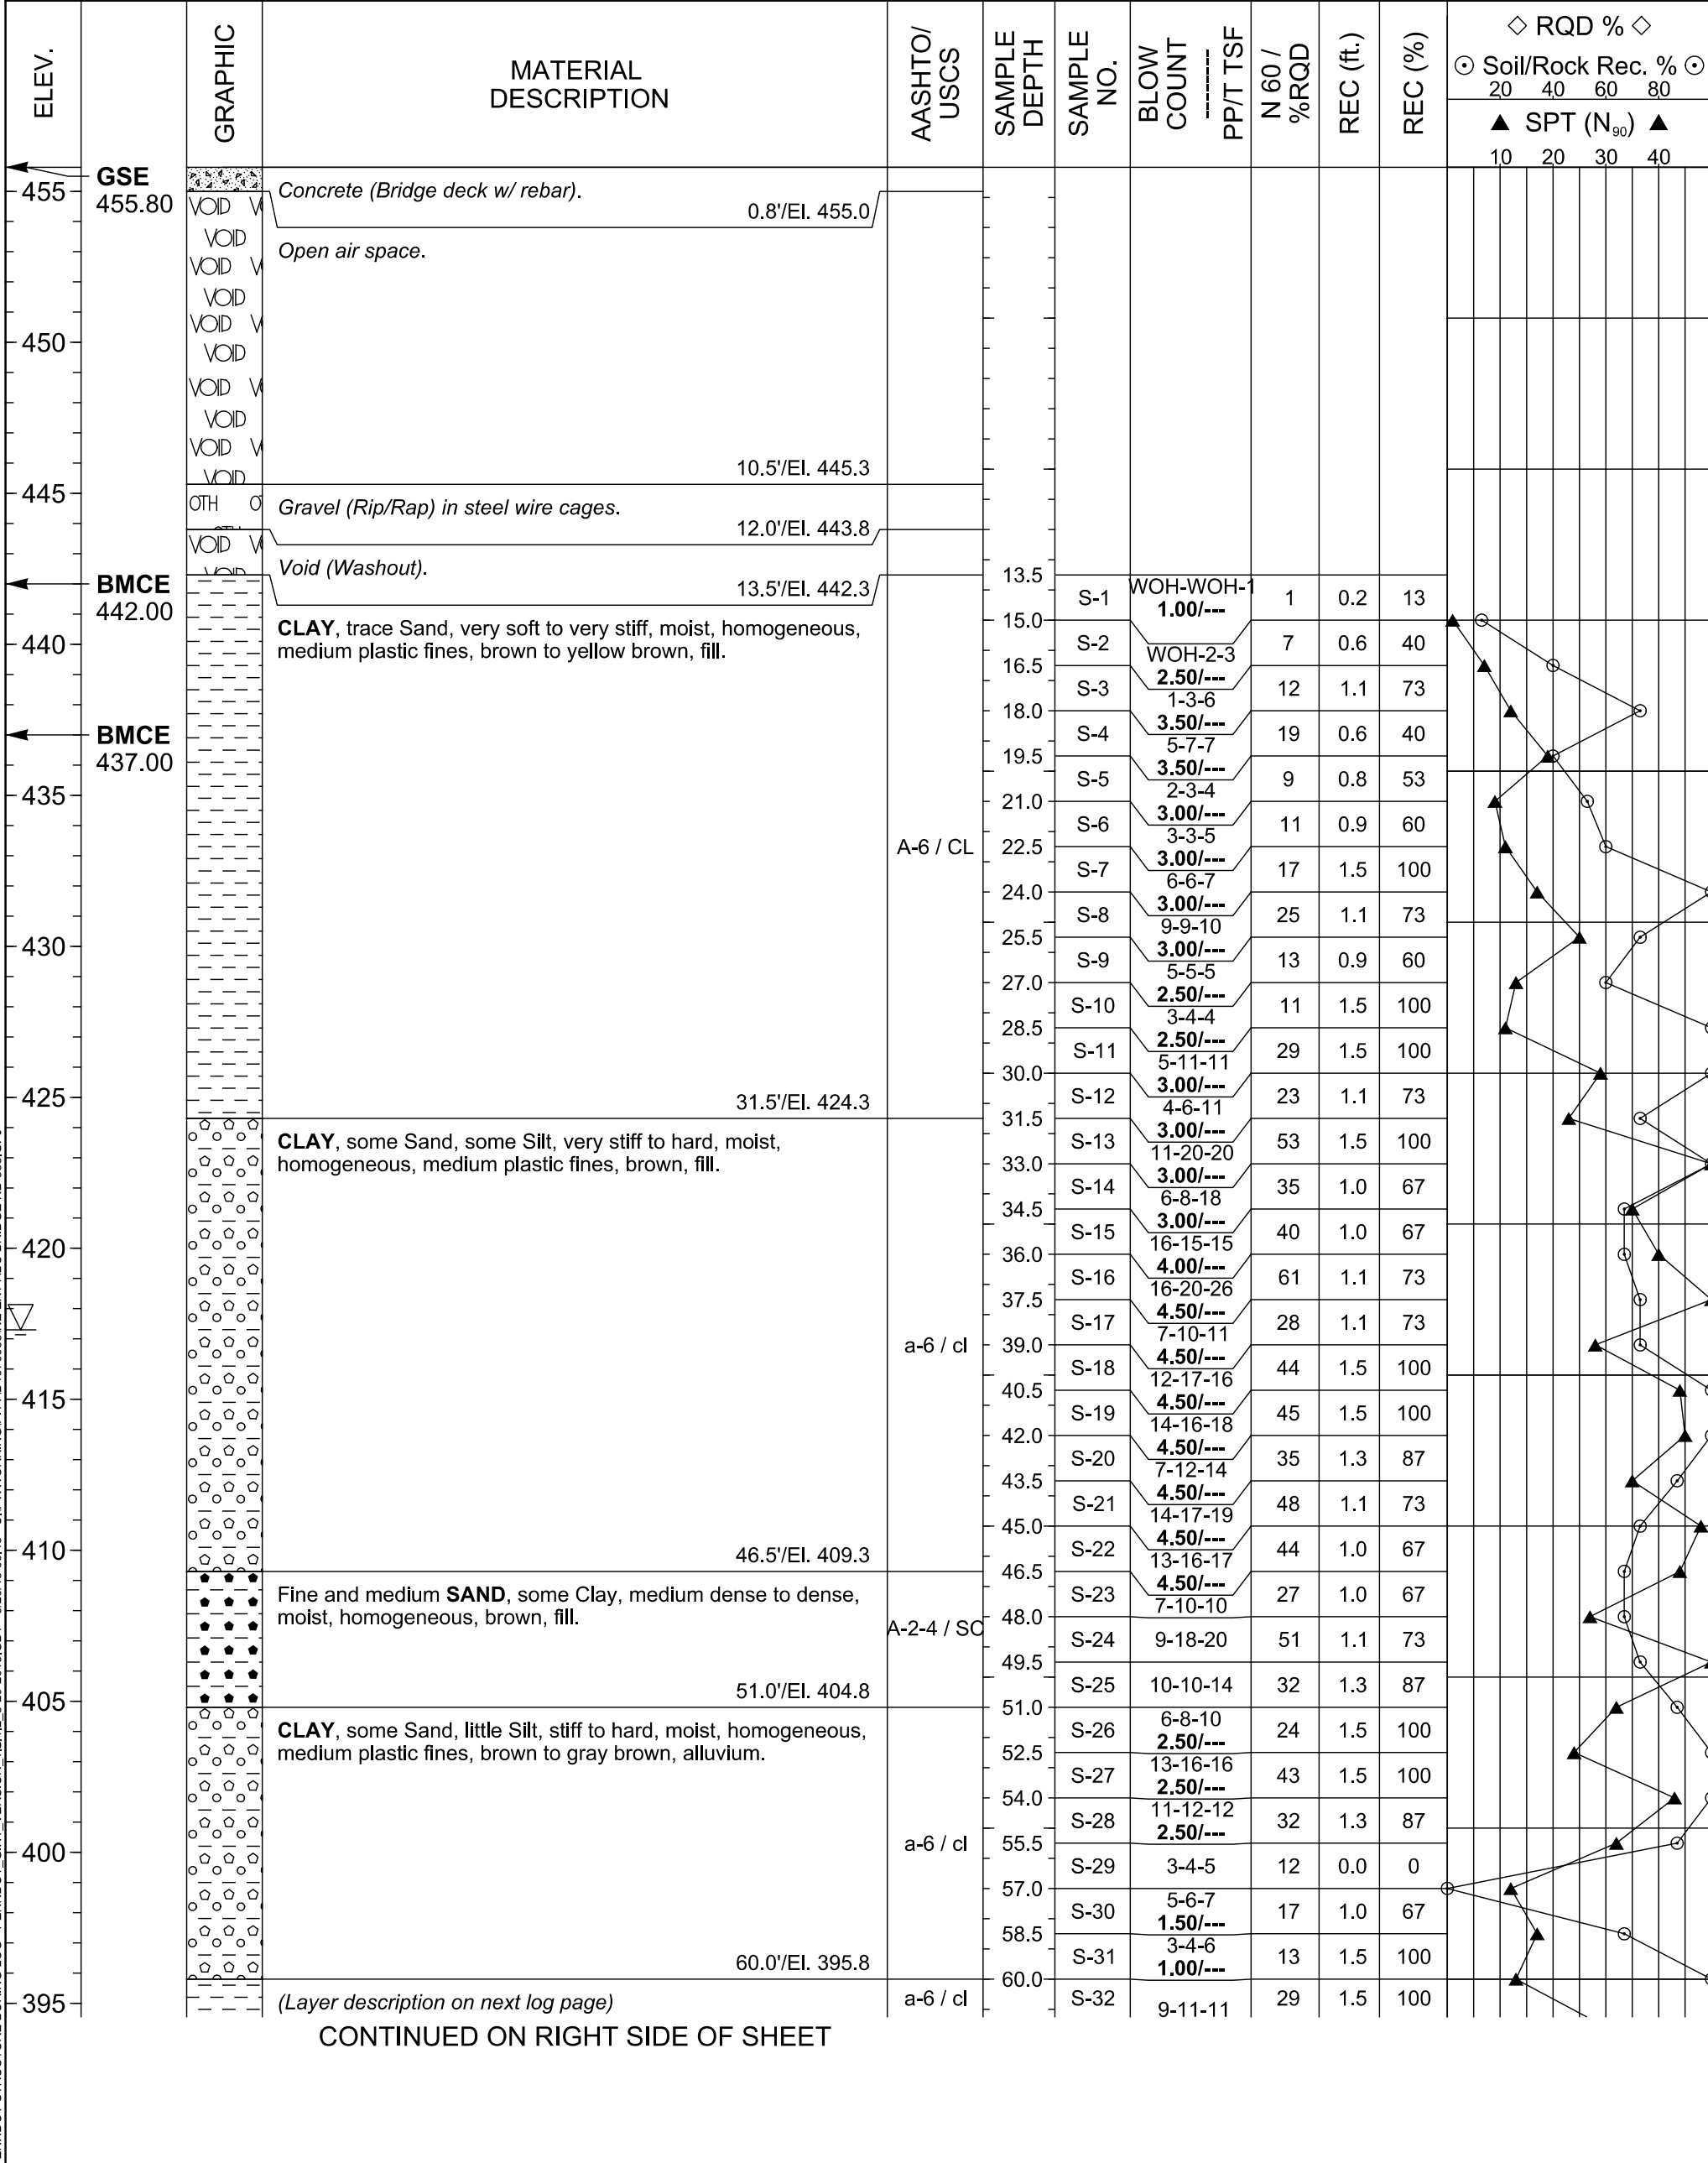 ELEV.
GRAPHIC
MATERIAL
DESCRIPTION
AASHTO/
USCS
SAMPLE
DEPTH
SAMPLE
NO.
BLOW
COUNT
PP/T TSF
N 60 /
%RQD
REC (ft.)
REC (%)
◇ RQD % ◇
⊙ Soil/Rock Rec. % ⊙
20 40 60 80
▲ SPT (N₉₀) ▲
10 20 30 40
GSE
455.80
455
VOID
Concrete (Bridge deck w/ rebar).
0.8'/El. 455.0
Open air space.
VOID
VOID
VOID
VOID
450
VOID
VOID
VOID
VOID
VOID
10.5'/El. 445.3
445
OTH
Gravel (Rip/Rap) in steel wire cages.
12.0'/El. 443.8
VOID
Void (Washout).
13.5'/El. 442.3
BMCE
442.00
CLAY, trace Sand, very soft to very stiff, moist, homogeneous,
medium plastic fines, brown to yellow brown, fill.
440
BMCE
437.00
435
A-6 / CL
430
425
31.5'/El. 424.3
CLAY, some Sand, some Silt, very stiff to hard, moist,
homogeneous, medium plastic fines, brown, fill.
420
a-6 / cl
415
410
46.5'/El. 409.3
Fine and medium SAND, some Clay, medium dense to dense,
moist, homogeneous, brown, fill.
A-2-4 / SC
405
51.0'/El. 404.8
CLAY, some Sand, little Silt, stiff to hard, moist, homogeneous,
medium plastic fines, brown to gray brown, alluvium.
400
a-6 / cl
60.0'/El. 395.8
395
(Layer description on next log page)
a-6 / cl
13.5
S-1 WOH-WOH-1 1.00/--- 1 0.2 13
15.0
S-2 WOH-2-3 2.50/--- 7 0.6 40
16.5
S-3 1-3-6 3.50/--- 12 1.1 73
18.0
S-4 5-7-7 3.50/--- 19 0.6 40
19.5
S-5 2-3-4 3.00/--- 9 0.8 53
21.0
S-6 3-3-5 3.00/--- 11 0.9 60
22.5
S-7 6-6-7 3.00/--- 17 1.5 100
24.0
S-8 9-9-10 3.00/--- 25 1.1 73
25.5
S-9 5-5-5 2.50/--- 13 0.9 60
27.0
S-10 3-4-4 2.50/--- 11 1.5 100
28.5
S-11 5-11-11 3.00/--- 29 1.5 100
30.0
S-12 4-6-11 3.00/--- 23 1.1 73
31.5
S-13 11-20-20 3.00/--- 53 1.5 100
33.0
S-14 6-8-18 3.00/--- 35 1.0 67
34.5
S-15 16-15-15 4.00/--- 40 1.0 67
36.0
S-16 16-20-26 4.50/--- 61 1.1 73
37.5
S-17 7-10-11 4.50/--- 28 1.1 73
39.0
S-18 12-17-16 4.50/--- 44 1.5 100
40.5
S-19 14-16-18 4.50/--- 45 1.5 100
42.0
S-20 7-12-14 4.50/--- 35 1.3 87
43.5
S-21 14-17-19 4.50/--- 48 1.1 73
45.0
S-22 13-16-17 4.50/--- 44 1.0 67
46.5
S-23 7-10-10 27 1.0 67
48.0
S-24 9-18-20 51 1.1 73
49.5
S-25 10-10-14 32 1.3 87
51.0
S-26 6-8-10 2.50/--- 24 1.5 100
52.5
S-27 13-16-16 2.50/--- 43 1.5 100
54.0
S-28 11-12-12 2.50/--- 32 1.3 87
55.5
S-29 3-4-5 12 0.0 0
57.0
S-30 5-6-7 1.50/--- 17 1.0 67
58.5
S-31 3-4-6 1.00/--- 13 1.5 100
60.0
S-32 9-11-11 29 1.5 100
CONTINUED ON RIGHT SIDE OF SHEET